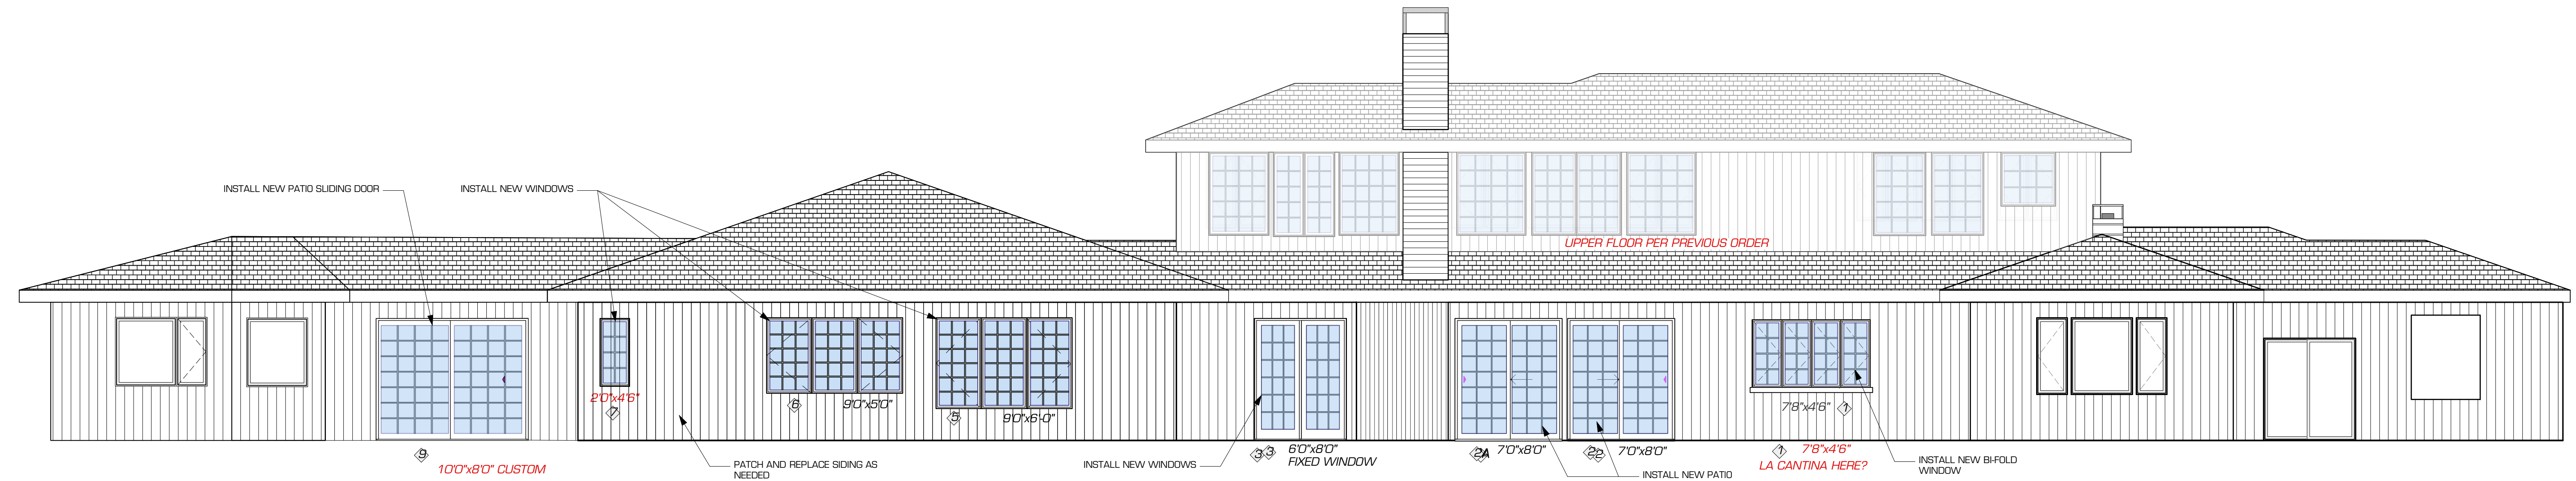 INSTALL NEW PATIO SLIDING DOOR
INSTALL NEW WINDOWS
UPPER FLOOR PER PREVIOUS ORDER
2'0"x4'6"
7
6
9'0"x5'0"
5
9'0"x6'-0"
7'8"x4'6"
1
9
10'0"x8'0" CUSTOM
PATCH AND REPLACE SIDING AS
NEEDED
INSTALL NEW WINDOWS
3
3
6'0"x8'0"
FIXED WINDOW
2A
7'0"x8'0"
2
2
7'0"x8'0"
INSTALL NEW PATIO
1
7'8"x4'6"
LA CANTINA HERE?
INSTALL NEW BI-FOLD
WINDOW